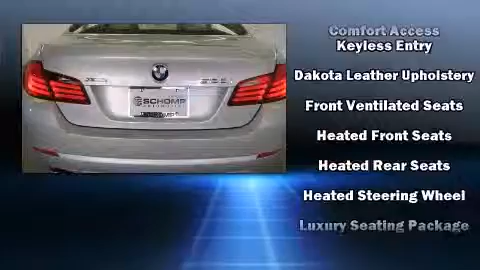 Comfort Access
Keyless Entry
Dakota Leather Upholstery
Front Ventilated Seats
Heated Front Seats
Heated Rear Seats
Heated Steering Wheel
Luxury Seating Package
SCHOMP